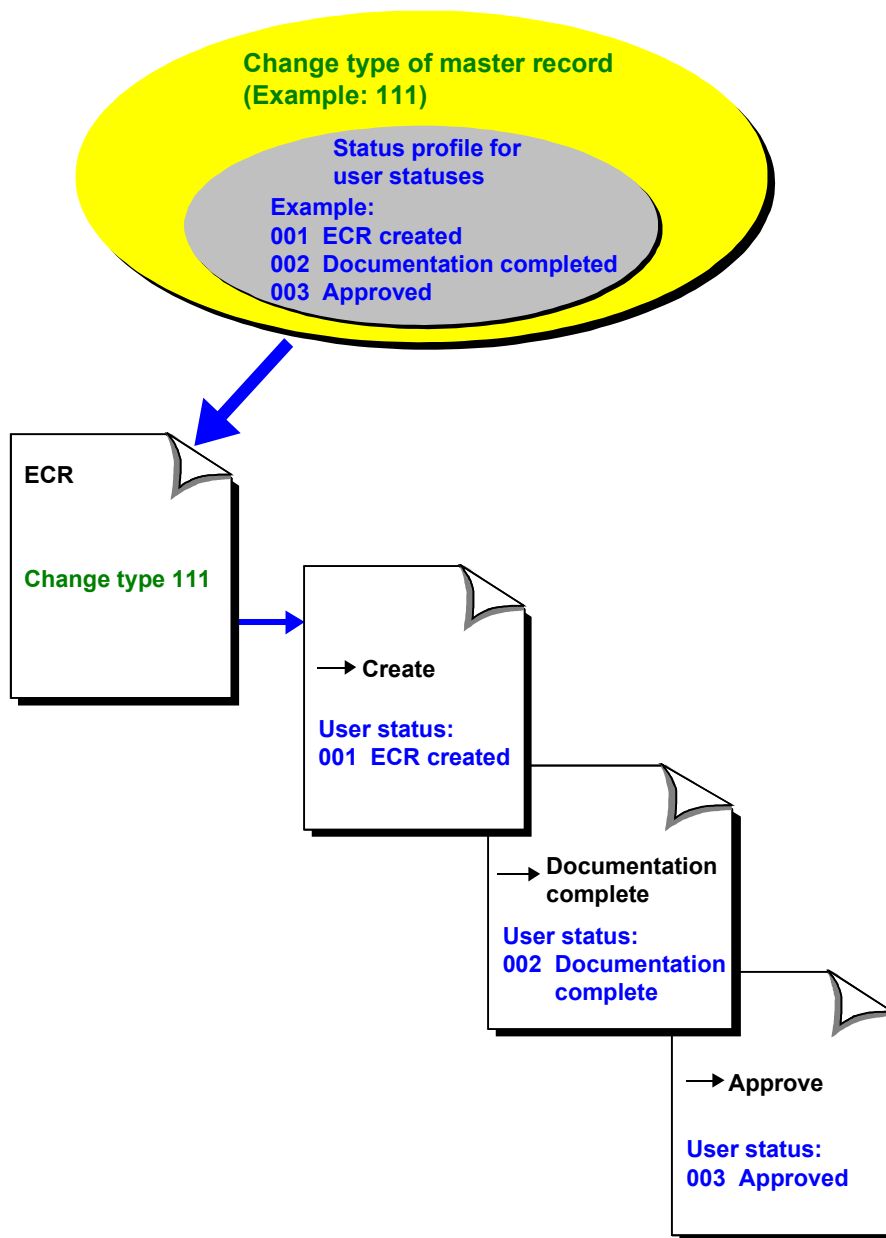 Change type of master record
(Example: 111)
Status profile for
user statuses
Example:
001 ECR created
002 Documentation completed
003 Approved
ECR
Change type 111
Create
User status:
001 ECR created
Documentation
complete
User status:
002 Documentation
complete
Approve
User status:
003 Approved